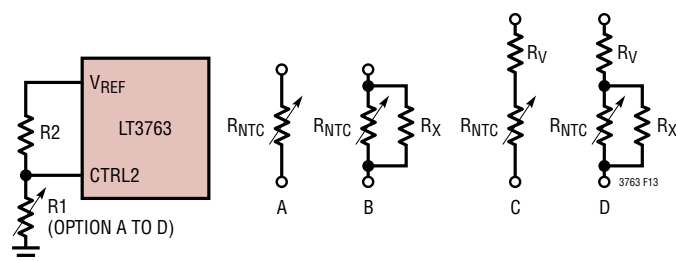 VREF
LT3763
R2
CTRL2
R1
(OPTION A TO D)
RNTC
A
RNTC
RX
B
RV
RNTC
C
RV
RNTC
RX
D
3763 F13